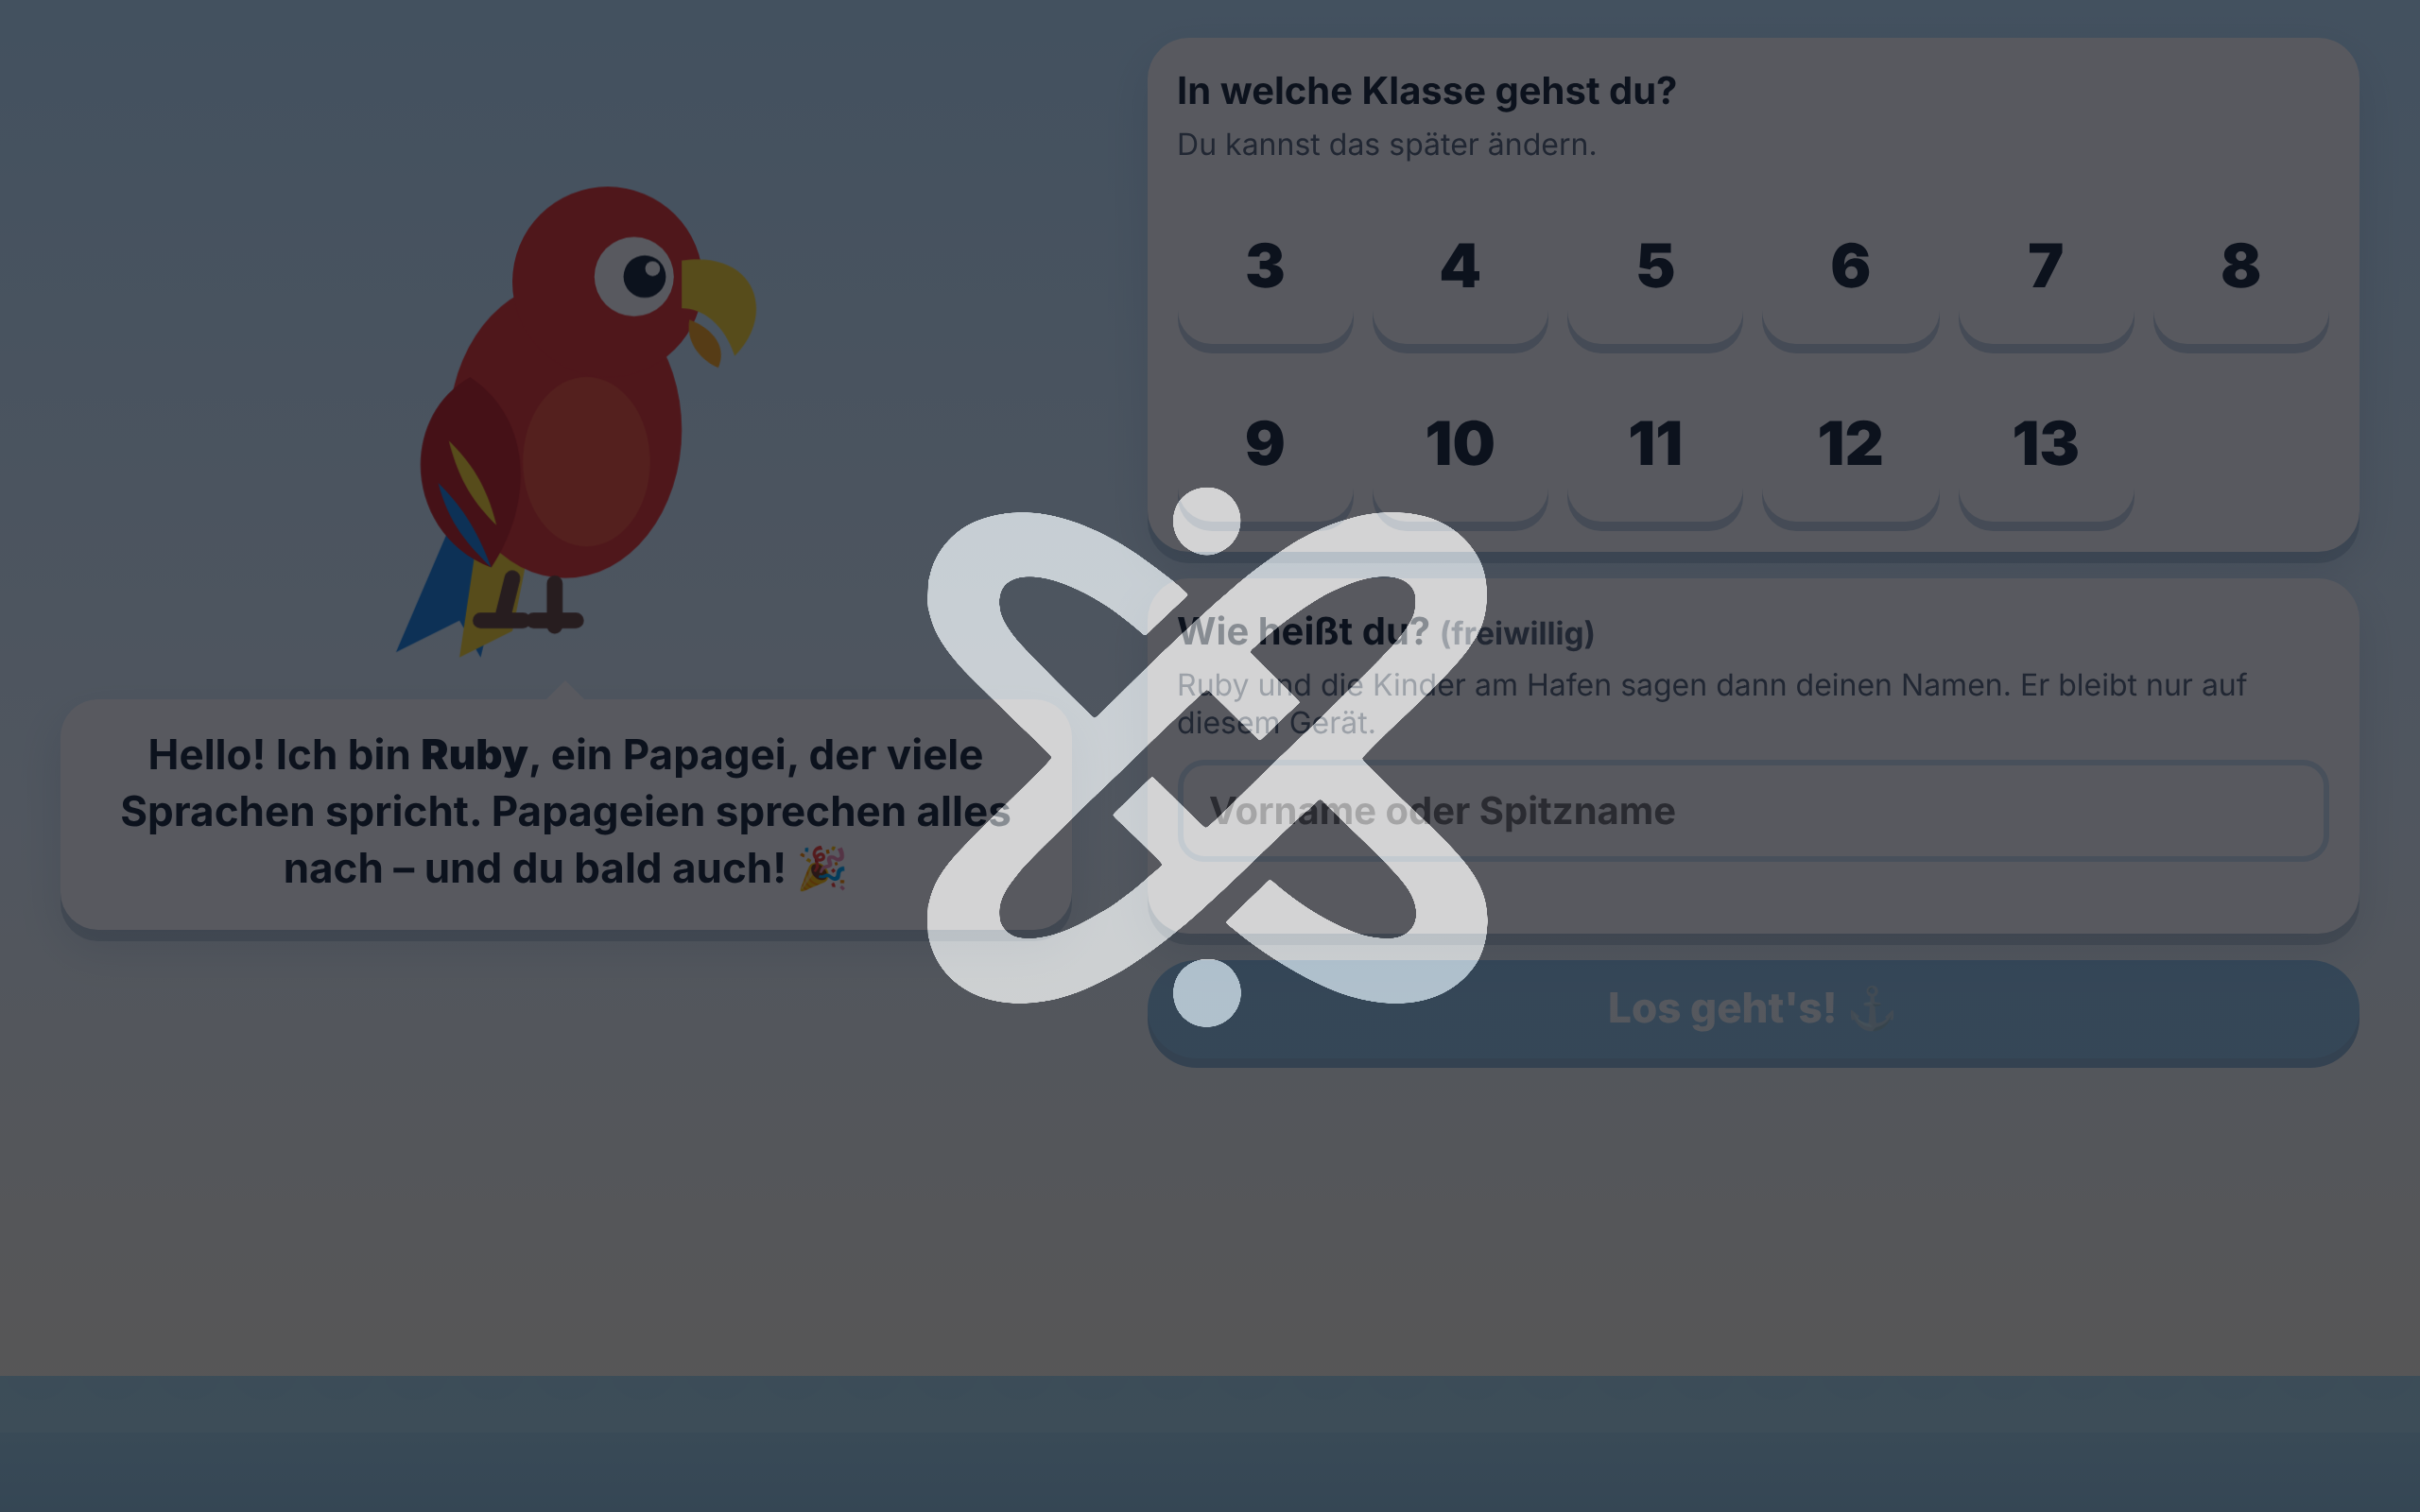 In welche Klasse gehst du?
Du kannst das später ändern.
3 4 5 6 7 8
9 10 11 12 13
Wie heißt du? (freiwillig)
Ruby und die Kinder am Hafen sagen dann deinen Namen. Er bleibt nur auf
diesem Gerät.
Vorname oder Spitzname
Hello! Ich bin Ruby, ein Papagei, der viele
Sprachen spricht. Papageien sprechen alles
nach – und du bald auch! 🎉
Los geht's! ⚓